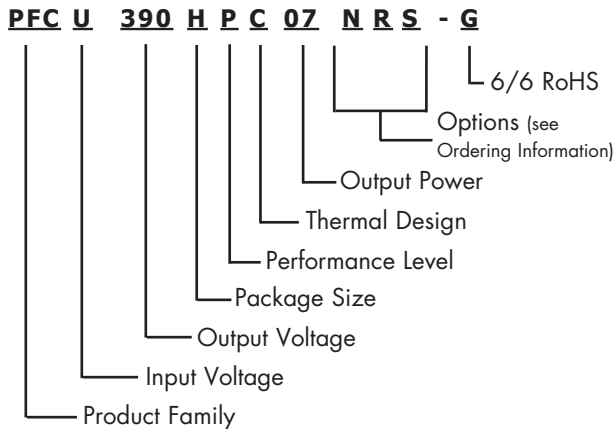 PFC U 390 H P C 07 N R S - G
6/6 RoHS
Options (see
Ordering Information)
Output Power
Thermal Design
Performance Level
Package Size
Output Voltage
Input Voltage
Product Family